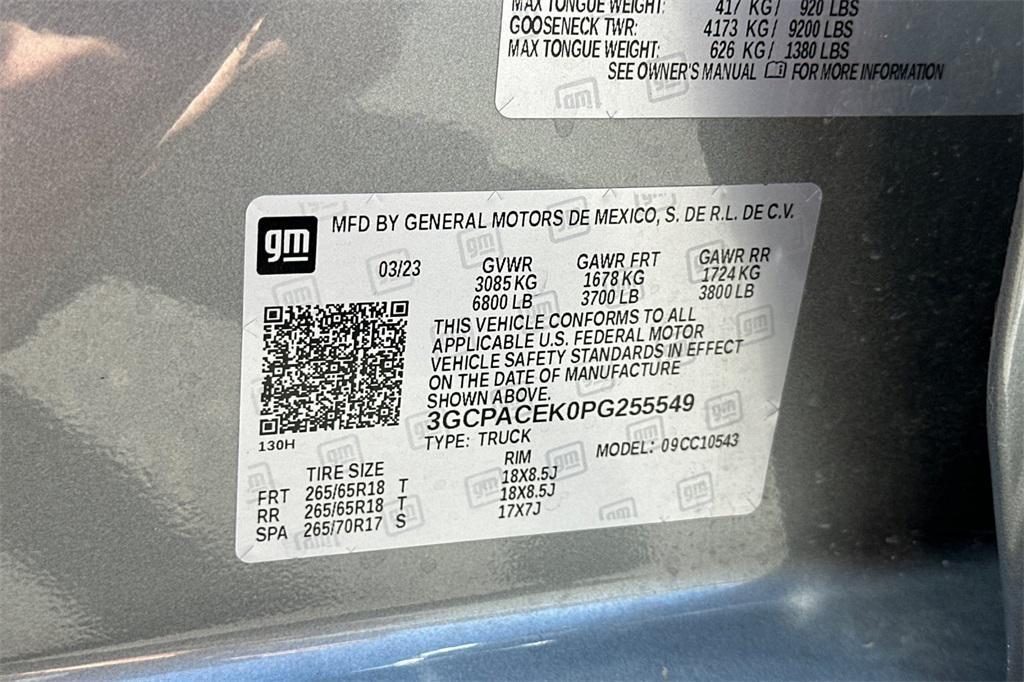 MAX TONGUE WEIGHT: 417 KG / 920 LBS
GOOSENECK TWR: 4173 KG / 9200 LBS
MAX TONGUE WEIGHT: 626 KG / 1380 LBS
SEE OWNER'S MANUAL FOR MORE INFORMATION
gm
MFD BY GENERAL MOTORS DE MEXICO, S. DE R.L. DE C.V.
03/23 GVWR GAWR FRT GAWR RR
3085 KG 1678 KG 1724 KG
6800 LB 3700 LB 3800 LB
THIS VEHICLE CONFORMS TO ALL
APPLICABLE U.S. FEDERAL MOTOR
VEHICLE SAFETY STANDARDS IN EFFECT
ON THE DATE OF MANUFACTURE
SHOWN ABOVE.
3GCPACEK0PG255549
130H
TYPE: TRUCK MODEL: 09CC10543
TIRE SIZE RIM
FRT 265/65R18 T 18X8.5J
RR 265/65R18 T 18X8.5J
SPA 265/70R17 S 17X7J